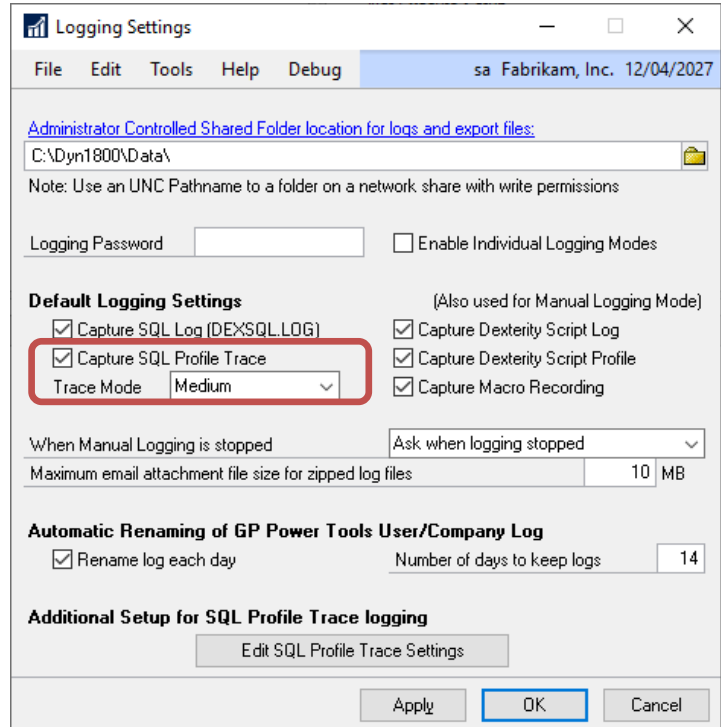 Logging Settings
File Edit Tools Help Debug sa Fabrikam, Inc. 12/04/2027
Administrator Controlled Shared Folder location for logs and export files:
C:\Dyn1800\Data\
Note: Use an UNC Pathname to a folder on a network share with write permissions
Logging Password Enable Individual Logging Modes
Default Logging Settings (Also used for Manual Logging Mode)
Capture SQL Log (DEXSQL.LOG) Capture Dexterity Script Log
Capture SQL Profile Trace Capture Dexterity Script Profile
Trace Mode Medium Capture Macro Recording
When Manual Logging is stopped Ask when logging stopped
Maximum email attachment file size for zipped log files 10 MB
Automatic Renaming of GP Power Tools User/Company Log
Rename log each day Number of days to keep logs 14
Additional Setup for SQL Profile Trace logging
Edit SQL Profile Trace Settings
Apply OK Cancel